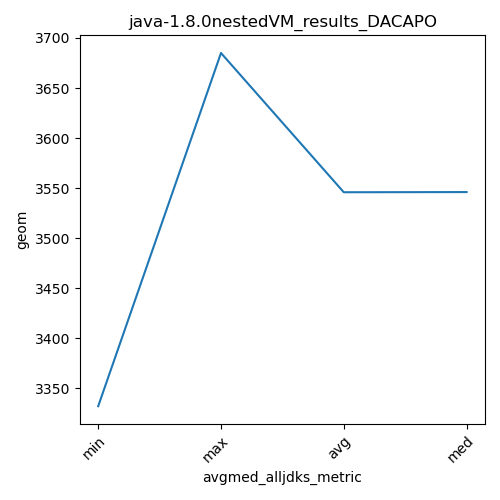 java-1.8.0nestedVM_results_DACAPO
3700
3650
3600
3550
3500
3450
3400
3350
geom
min
max
avg
med
avgmed_alljdks_metric